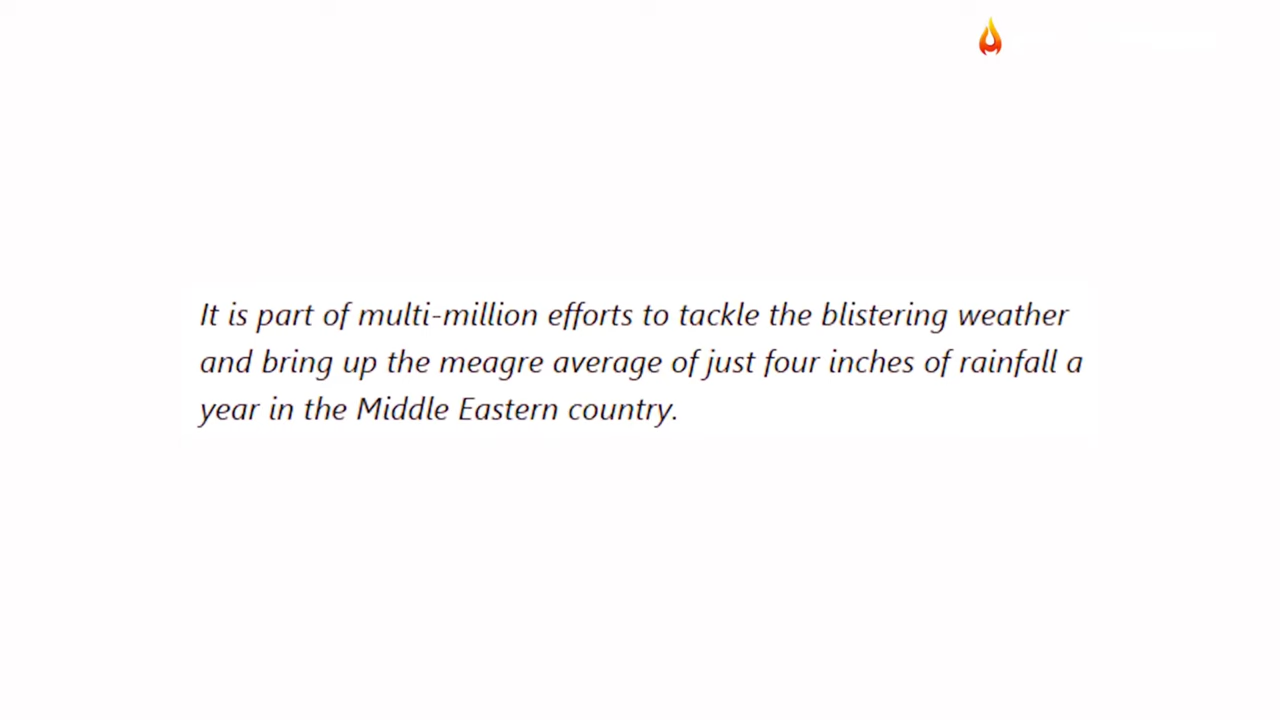 It is part of multi-million efforts to tackle the blistering weather
and bring up the meagre average of just four inches of rainfall a
year in the Middle Eastern country.